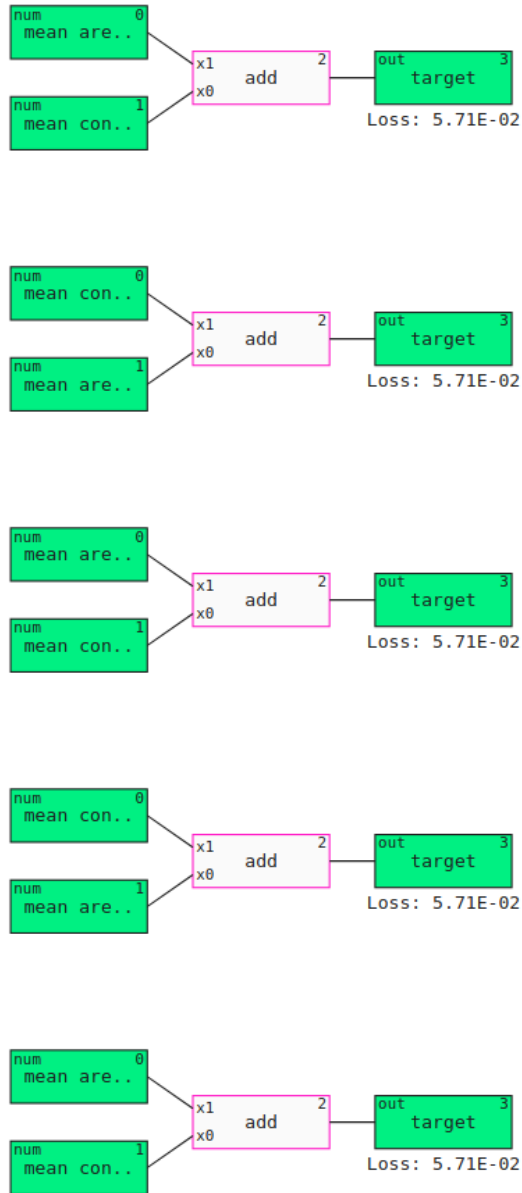 num 0
mean are..
x1 add 2
x0
out 3
target
Loss: 5.71E-02
num 1
mean con..
num 0
mean con..
x1 add 2
x0
out 3
target
Loss: 5.71E-02
num 1
mean are..
num 0
mean are..
x1 add 2
x0
out 3
target
Loss: 5.71E-02
num 1
mean con..
num 0
mean con..
x1 add 2
x0
out 3
target
Loss: 5.71E-02
num 1
mean are..
num 0
mean are..
x1 add 2
x0
out 3
target
Loss: 5.71E-02
num 1
mean con..